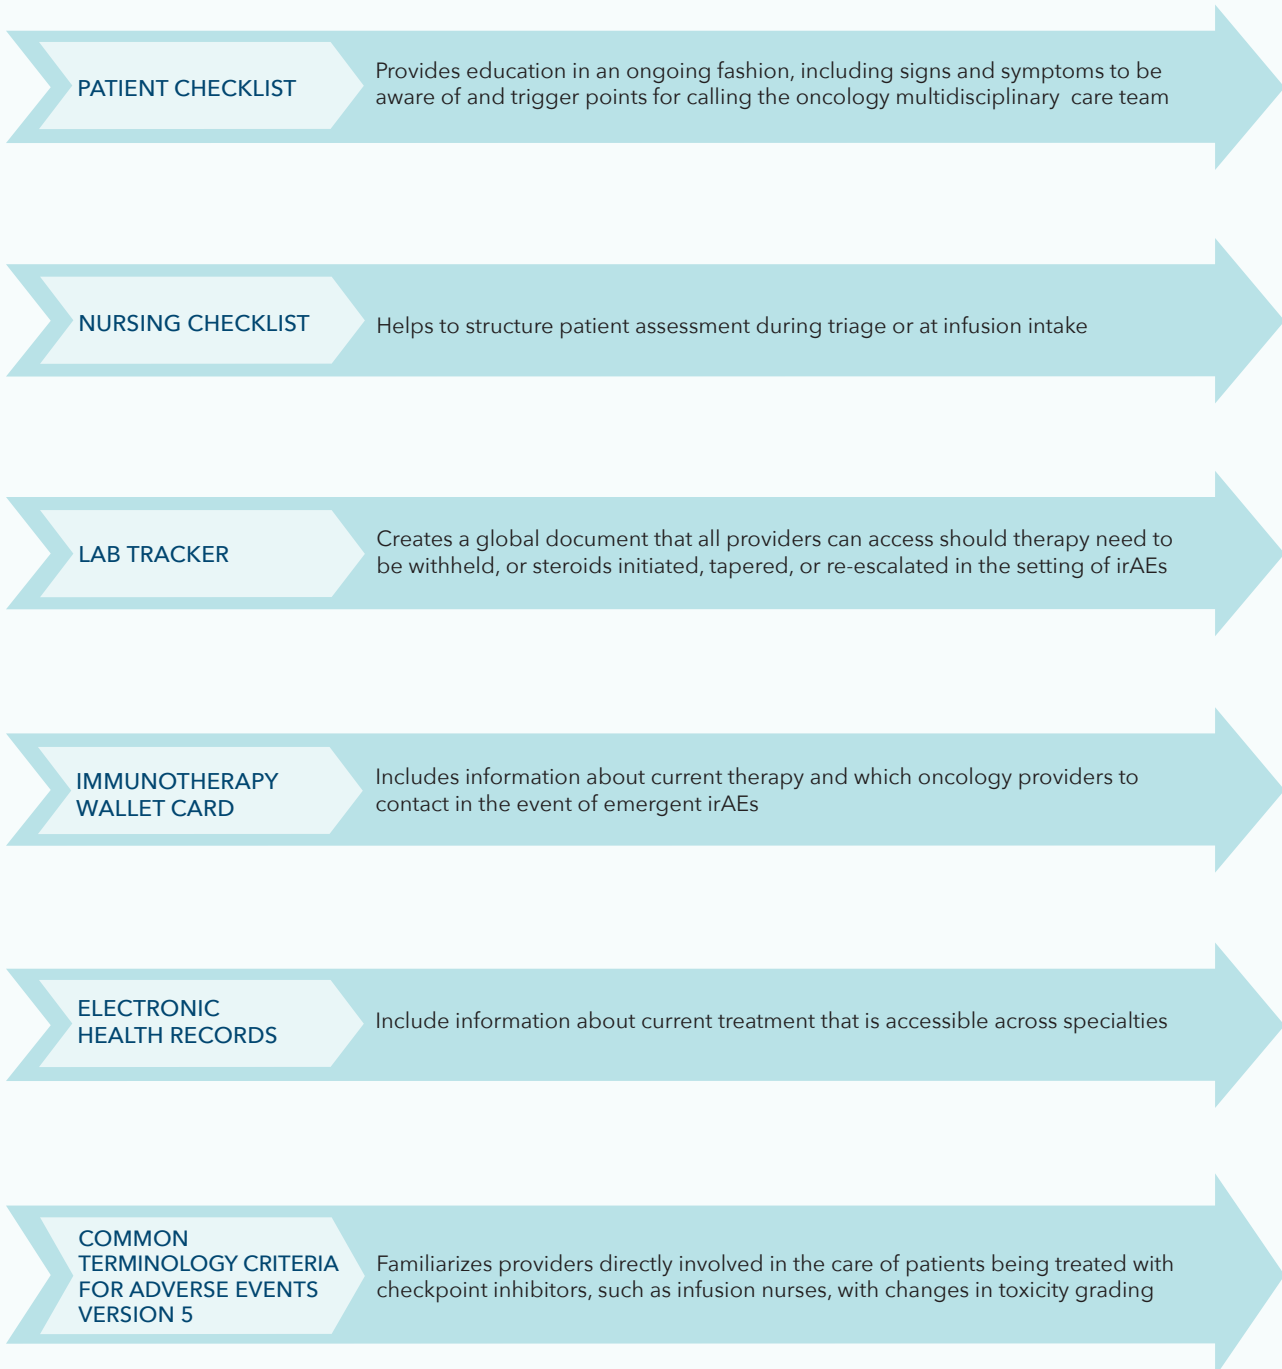 PATIENT CHECKLIST
Provides education in an ongoing fashion, including signs and symptoms to be
aware of and trigger points for calling the oncology multidisciplinary  care team
NURSING CHECKLIST
Helps to structure patient assessment during triage or at infusion intake
LAB TRACKER
Creates a global document that all providers can access should therapy need to
be withheld, or steroids initiated, tapered, or re-escalated in the setting of irAEs
IMMUNOTHERAPY
WALLET CARD
Includes information about current therapy and which oncology providers to
contact in the event of emergent irAEs
ELECTRONIC
HEALTH RECORDS
Include information about current treatment that is accessible across specialties
COMMON
TERMINOLOGY CRITERIA
FOR ADVERSE EVENTS
VERSION 5
Familiarizes providers directly involved in the care of patients being treated with
checkpoint inhibitors, such as infusion nurses, with changes in toxicity grading